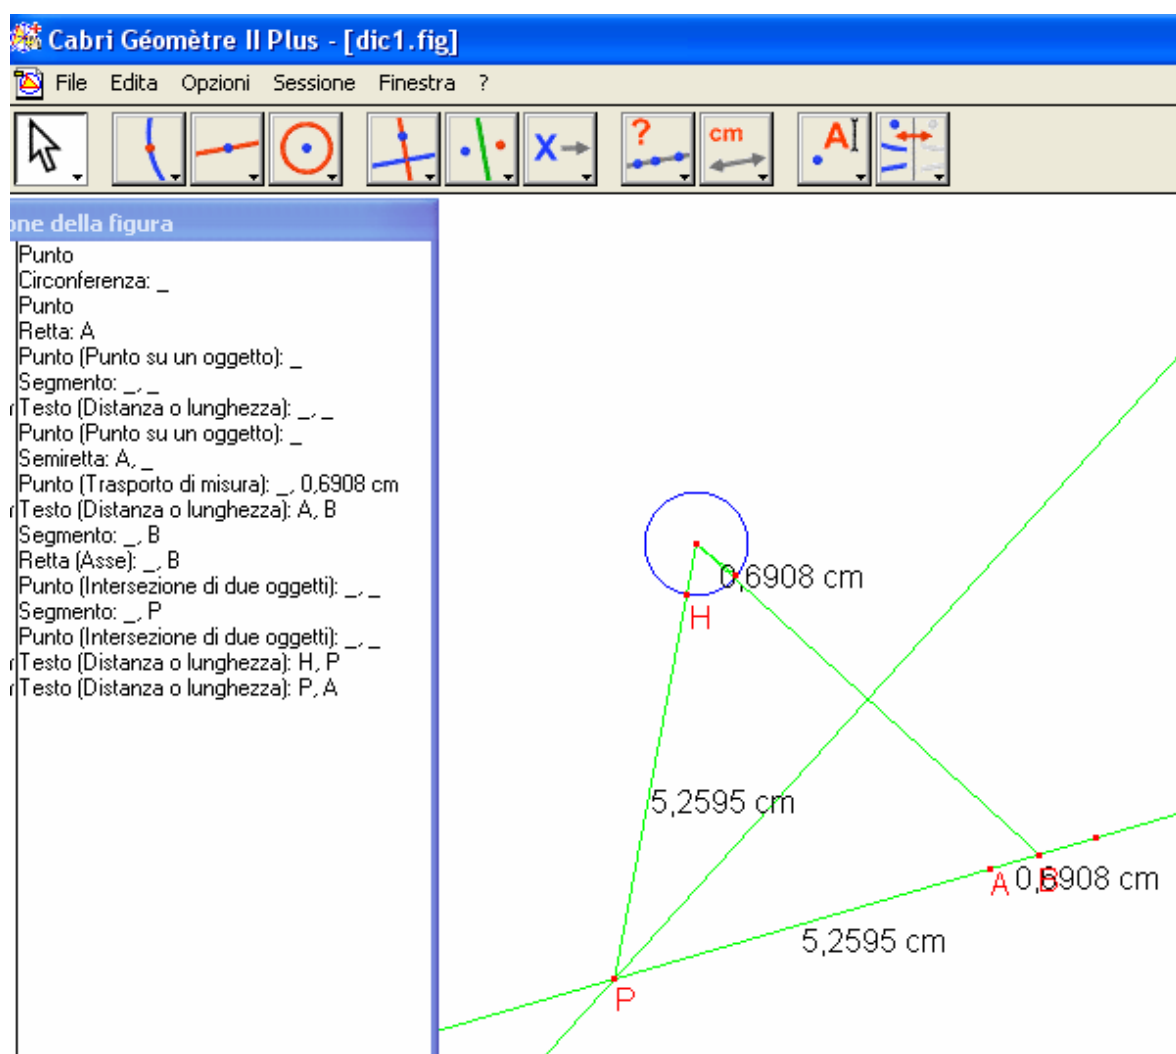 Cabri Géomètre II Plus - [dic1.fig]
File Edita Opzioni Sessione Finestra ?
X ? cm A
one della figura
Punto
Circonferenza: _
Punto
Retta: A
Punto (Punto su un oggetto): _
Segmento: _, _
Testo (Distanza o lunghezza): _, _
Punto (Punto su un oggetto): _
Semiretta: A, _
Punto (Trasporto di misura): _, 0,6908 cm
Testo (Distanza o lunghezza): A, B
Segmento: _, B
Retta (Asse): _, B
Punto (Intersezione di due oggetti): _, _
Segmento: _, P
Punto (Intersezione di due oggetti): _, _
Testo (Distanza o lunghezza): H, P
Testo (Distanza o lunghezza): P, A
0,6908 cm
H
5,2595 cm
A B 0,6908 cm
5,2595 cm
P